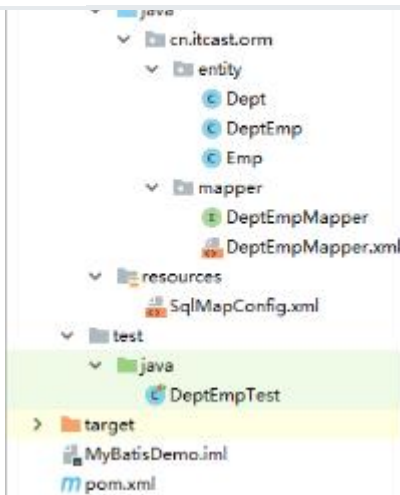 java
cn.itcast.orm
entity
C Dept
C DeptEmp
C Emp
mapper
I DeptEmpMapper
DeptEmpMapper.xml
resources
SqlMapConfig.xml
test
java
C DeptEmpTest
target
MyBatisDemo.iml
m pom.xml